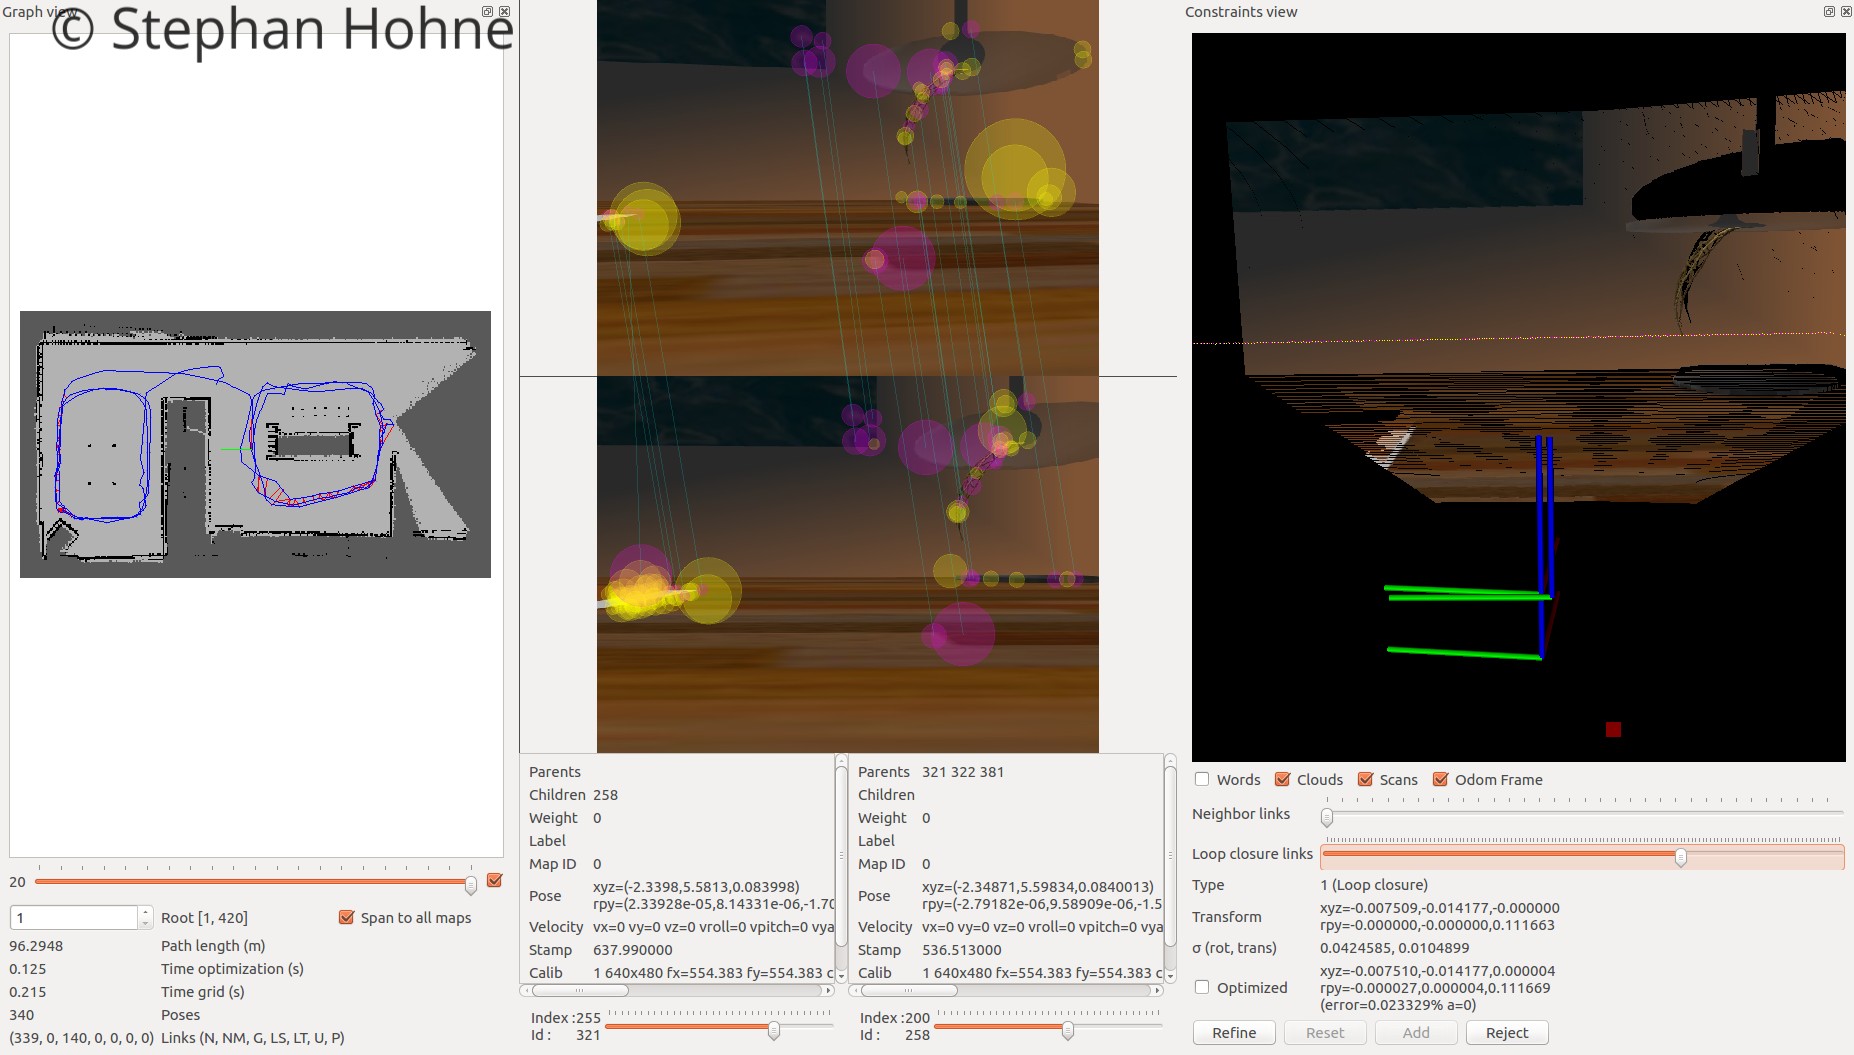 Graph view
© Stephan Hohne
20
1 Root [1, 420] Span to all maps
96.2948 Path length (m)
0.125 Time optimization (s)
0.215 Time grid (s)
340 Poses
(339, 0, 140, 0, 0, 0, 0) Links (N, NM, G, LS, LT, U, P)
Parents
Children 258
Weight 0
Label
Map ID 0
Pose xyz=(-2.3398,5.5813,0.083998)
rpy=(2.33928e-05,8.14331e-06,-1.70
Velocity vx=0 vy=0 vz=0 vroll=0 vpitch=0 vya
Stamp 637.990000
Calib 1 640x480 fx=554.383 fy=554.383 c
Index :255
Id : 321
Parents 321 322 381
Children
Weight 0
Label
Map ID 0
Pose xyz=(-2.34871,5.59834,0.0840013)
rpy=(-2.79182e-06,9.58909e-06,-1.5
Velocity vx=0 vy=0 vz=0 vroll=0 vpitch=0 vya
Stamp 536.513000
Calib 1 640x480 fx=554.383 fy=554.383 c
Index :200
Id : 258
Constraints view
Words Clouds Scans Odom Frame
Neighbor links
Loop closure links
Type 1 (Loop closure)
Transform xyz=-0.007509,-0.014177,-0.000000
rpy=-0.000000,-0.000000,0.111663
σ (rot, trans) 0.0424585, 0.0104899
Optimized xyz=-0.007510,-0.014177,0.000004
rpy=-0.000027,0.000004,0.111669
(error=0.023329% a=0)
Refine Reset Add Reject